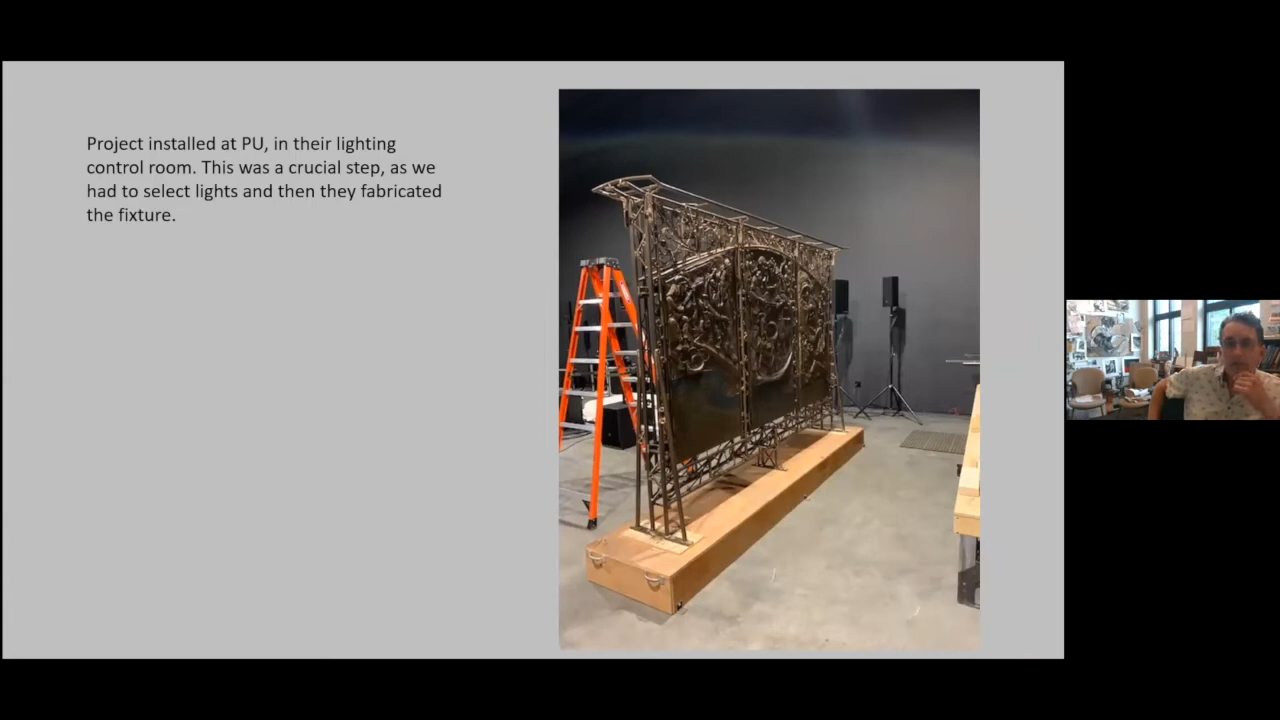 Project installed at PU, in their lighting
control room. This was a crucial step, as we
had to select lights and then they fabricated
the fixture.